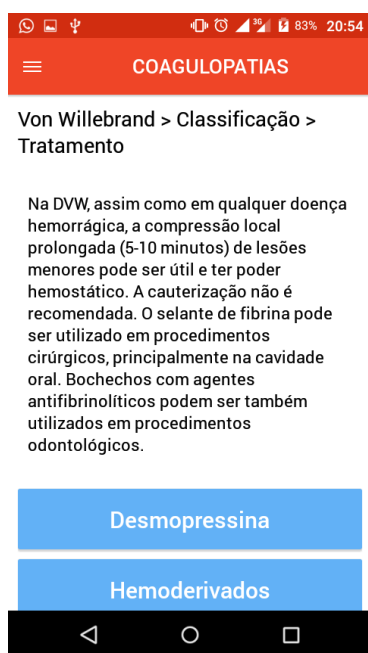 3G 83% 20:54
COAGULOPATIAS
Von Willebrand > Classificação >
Tratamento
Na DVW, assim como em qualquer doença
hemorrágica, a compressão local
prolongada (5-10 minutos) de lesões
menores pode ser útil e ter poder
hemostático. A cauterização não é
recomendada. O selante de fibrina pode
ser utilizado em procedimentos
cirúrgicos, principalmente na cavidade
oral. Bochechos com agentes
antifibrinolíticos podem ser também
utilizados em procedimentos
odontológicos.
Desmopressina
Hemoderivados